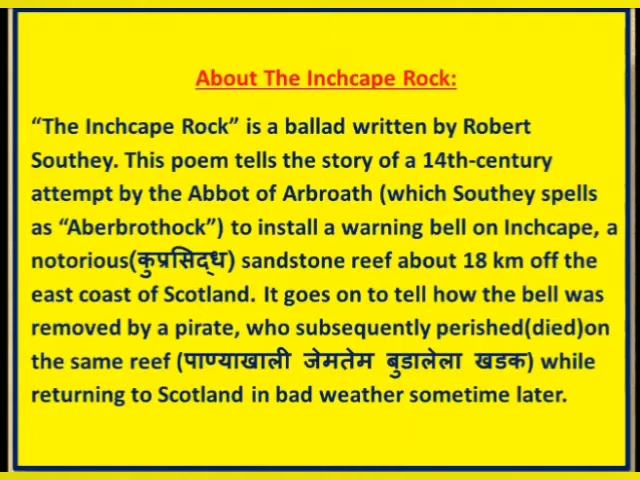 About The Inchcape Rock:
“The Inchcape Rock” is a ballad written by Robert
Southey. This poem tells the story of a 14th-century
attempt by the Abbot of Arbroath (which Southey spells
as “Aberbrothock”) to install a warning bell on Inchcape, a
notorious(कुप्रसिद्ध) sandstone reef about 18 km off the
east coast of Scotland. It goes on to tell how the bell was
removed by a pirate, who subsequently perished(died)on
the same reef (पाण्याखाली जेमतेम बुडालेला खडक) while
returning to Scotland in bad weather sometime later.